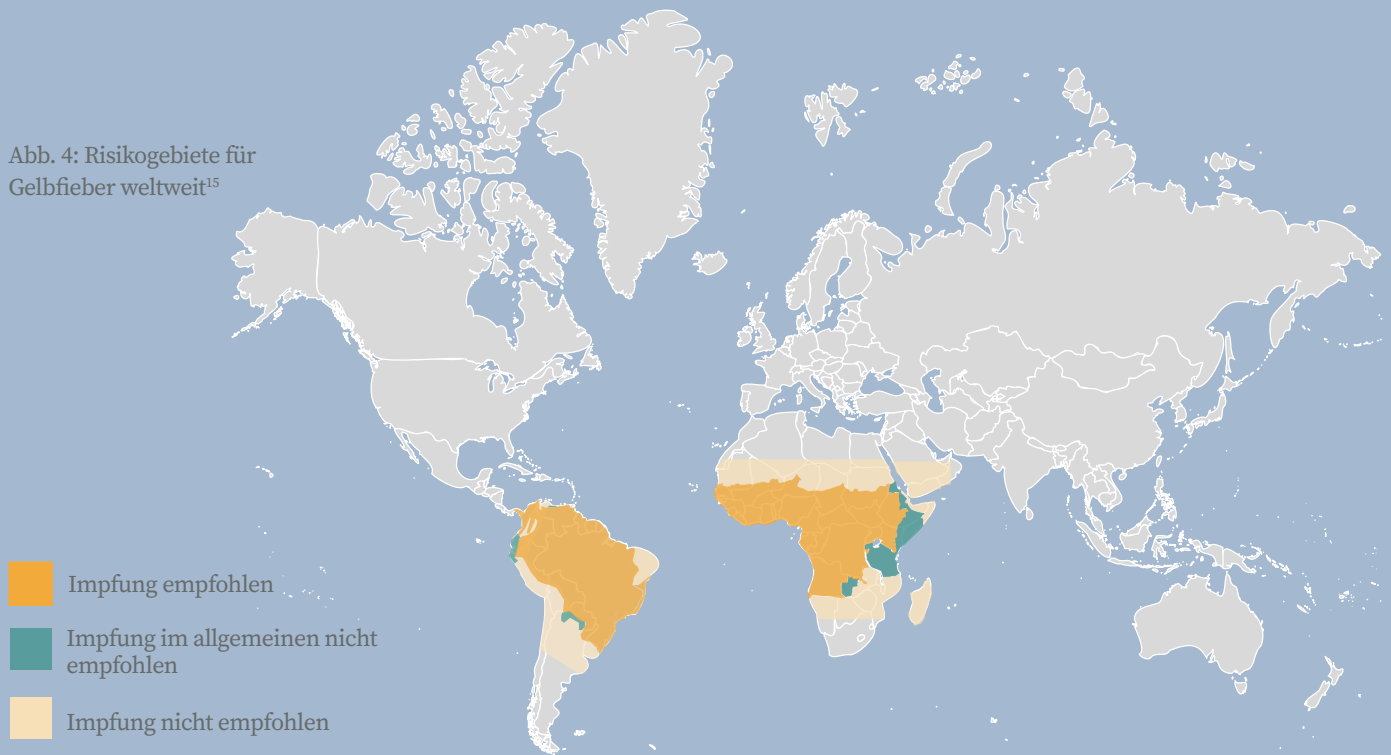 Abb. 4: Risikogebiete für
Gelbfieber weltweit¹⁵
Impfung empfohlen
Impfung im allgemeinen nicht
empfohlen
Impfung nicht empfohlen